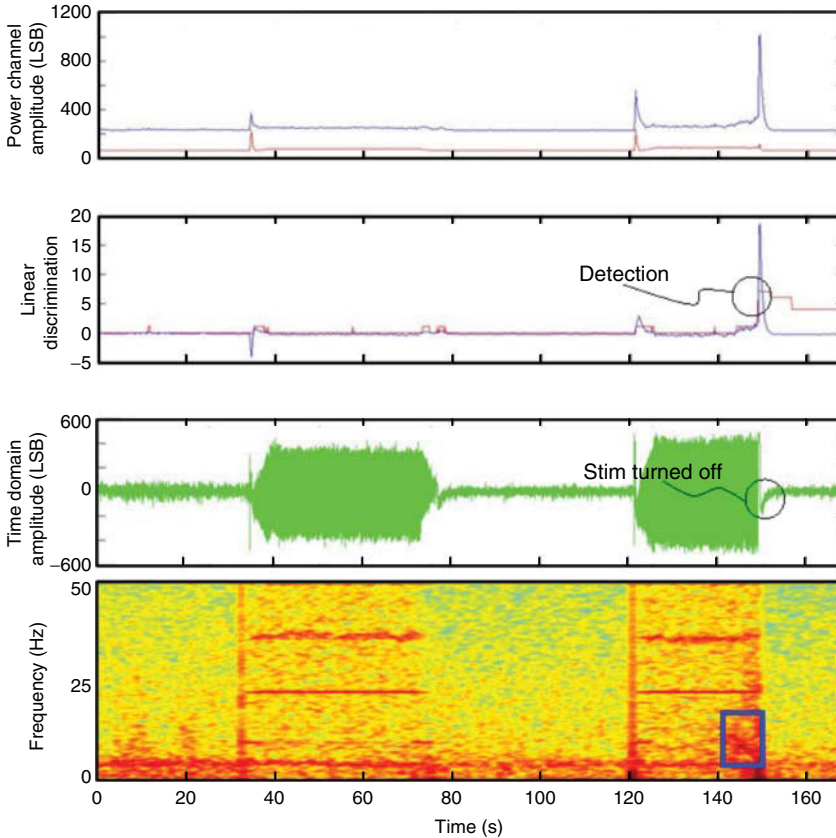 1200
800
400
0
Power channel
amplitude (LSB)
20
15
10
5
0
−5
Linear
discrimination
Detection
600
0
−600
Time domain
amplitude (LSB)
Stim turned off
50
25
0
Frequency (Hz)
0 20 40 60 80 100 120 140 160
Time (s)